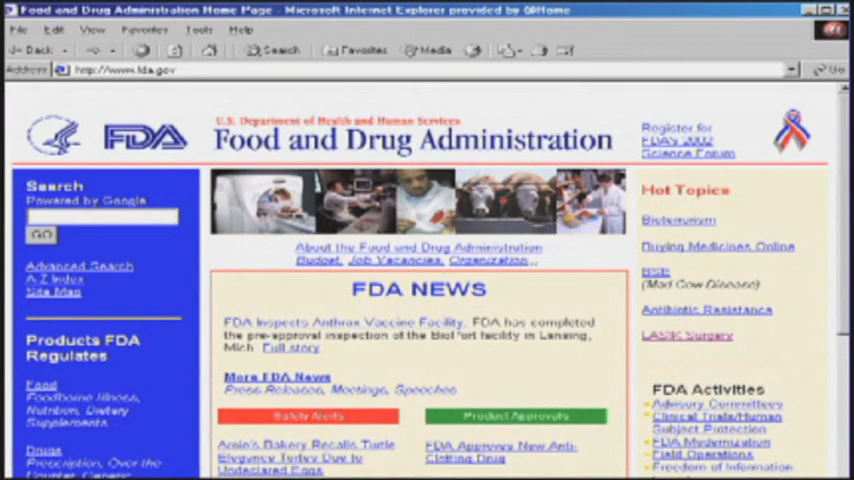 Food and Drug Administration Home Page - Microsoft Internet Explorer provided by @Home
File Edit View Favorites Tools Help
Back Search Favorites Media
Address http://www.fda.gov Go
U.S. Department of Health and Human Services
FDA Food and Drug Administration
Register for
FDA's 2002
Science Forum
Search
Powered by Google
GO
Advanced Search
A-Z Index
Site Map
Products FDA
Regulates
Food
Foodborne Illness,
Nutrition, Dietary
Supplements
Drugs
Prescription, Over the
Counter, Generic
About the Food and Drug Administration
Budget, Job Vacancies, Organization...
FDA NEWS
FDA Inspects Anthrax Vaccine Facility. FDA has completed
the pre-approval inspection of the BioPort facility in Lansing,
Mich. Full story
More FDA News
Press Releases, Meetings, Speeches
Safety Alerts
Arnie's Bakery Recalls Turtle
Elegance Tortes Due to
Undeclared Eggs
Product Approvals
FDA Approves New Anti-
Clotting Drug
Hot Topics
Bioterrorism
Buying Medicines Online
BSE
(Mad Cow Disease)
Antibiotic Resistance
LASIK Surgery
FDA Activities
Advisory Committees
Clinical Trials/Human
Subject Protection
FDA Modernization
Field Operations
Freedom of Information